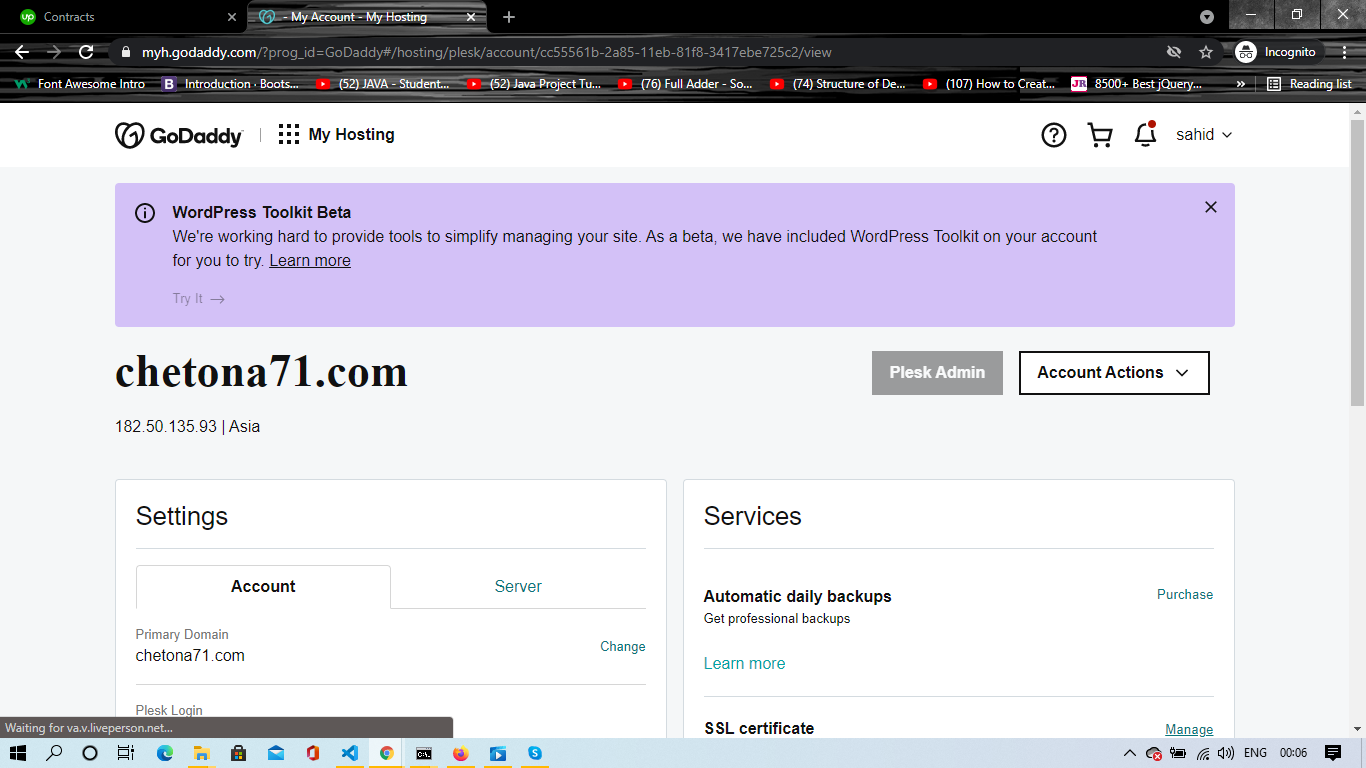 Contracts
- My Account - My Hosting
myh.godaddy.com/?prog_id=GoDaddy#/hosting/plesk/account/cc55561b-2a85-11eb-81f8-3417ebe725c2/view
Incognito
Font Awesome Intro
Introduction · Boots...
(52) JAVA - Student...
(52) Java Project Tu...
(76) Full Adder - So...
(74) Structure of De...
(107) How to Creat...
8500+ Best jQuery...
»
Reading list
GoDaddy
My Hosting
sahid
WordPress Toolkit Beta
We're working hard to provide tools to simplify managing your site. As a beta, we have included WordPress Toolkit on your account
for you to try. Learn more
Try It →
chetona71.com
Plesk Admin
Account Actions
182.50.135.93 | Asia
Settings
Account
Server
Primary Domain
chetona71.com
Change
Plesk Login
Services
Automatic daily backups
Purchase
Get professional backups
Learn more
SSL certificate
Manage
Waiting for va.v.liveperson.net...
ENG
00:06